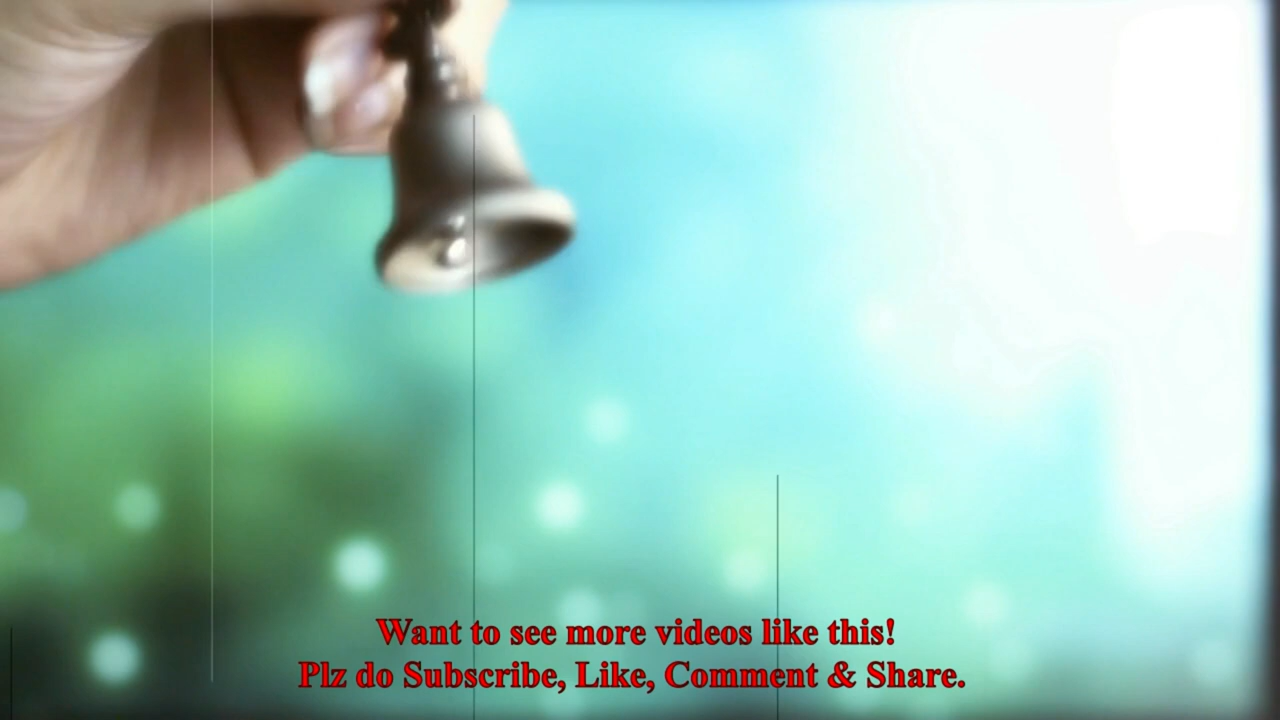 Want to see more videos like this!
Plz do Subscribe, Like, Comment & Share.